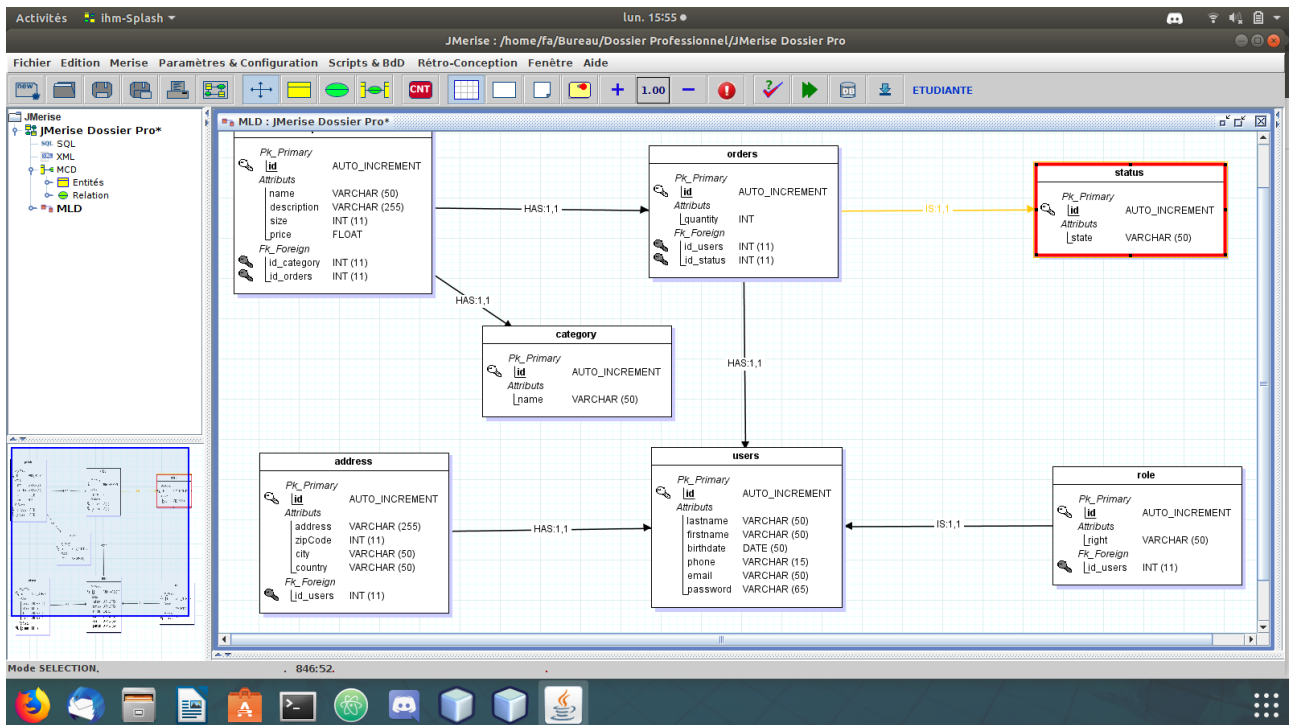 Activités ihm-Splash lun. 15:55
JMerise : /home/fa/Bureau/Dossier Professionnel/JMerise Dossier Pro
Fichier Edition Merise Paramètres & Configuration Scripts & BdD Rétro-Conception Fenêtre Aide
new CNT 1.00 ETUDIANTE
JMerise
JMerise Dossier Pro*
SQL SQL
XML
MCD
Entités
Relation
MLD
MLD : JMerise Dossier Pro*
Pk_Primary
id AUTO_INCREMENT
Attributs
name VARCHAR (50)
description VARCHAR (255)
size INT (11)
price FLOAT
Fk_Foreign
id_category INT (11)
id_orders INT (11)
HAS:1,1
orders
Pk_Primary
id AUTO_INCREMENT
Attributs
quantity INT
Fk_Foreign
id_users INT (11)
id_status INT (11)
IS:1,1
status
Pk_Primary
id AUTO_INCREMENT
Attributs
state VARCHAR (50)
HAS:1,1
category
Pk_Primary
id AUTO_INCREMENT
Attributs
name VARCHAR (50)
HAS:1,1
address
Pk_Primary
id AUTO_INCREMENT
Attributs
address VARCHAR (255)
zipCode INT (11)
city VARCHAR (50)
country VARCHAR (50)
Fk_Foreign
id_users INT (11)
HAS:1,1
users
Pk_Primary
id AUTO_INCREMENT
Attributs
lastname VARCHAR (50)
firstname VARCHAR (50)
birthdate DATE (50)
phone VARCHAR (15)
email VARCHAR (50)
password VARCHAR (65)
IS:1,1
role
Pk_Primary
id AUTO_INCREMENT
Attributs
right VARCHAR (50)
Fk_Foreign
id_users INT (11)
Mode SELECTION, . 846:52. .